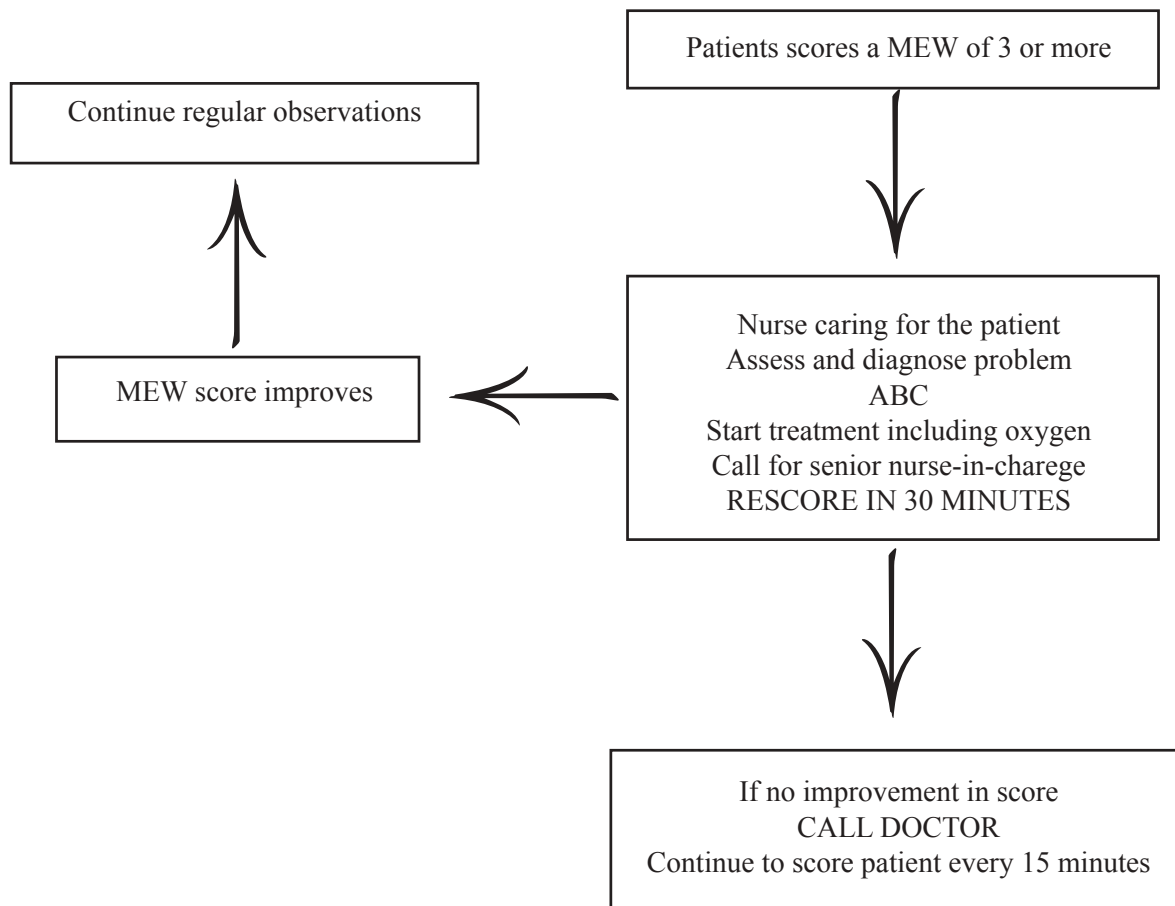 Patients scores a MEW of 3 or more
Continue regular observations
Nurse caring for the patient
Assess and diagnose problem
ABC
Start treatment including oxygen
Call for senior nurse-in-charege
RESCORE IN 30 MINUTES
MEW score improves
If no improvement in score
CALL DOCTOR
Continue to score patient every 15 minutes